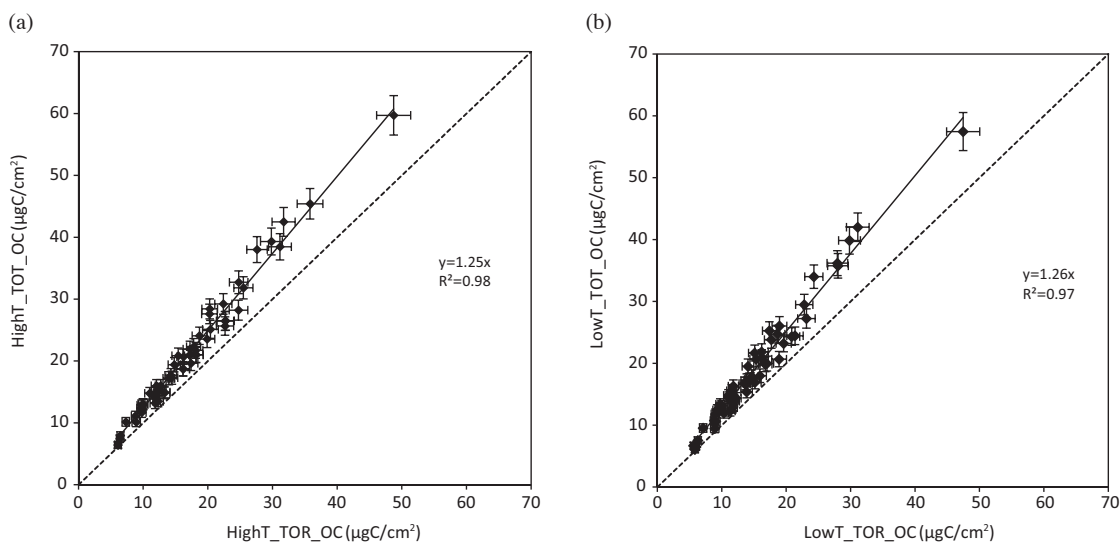 (a)
70
60
50
40
30
20
10
0
HighT_TOT_OC (µgC/cm²)
y=1.25x
R²=0.98
0 10 20 30 40 50 60 70
HighT_TOR_OC (µgC/cm²)
(b)
70
60
50
40
30
20
10
0
LowT_TOT_OC (µgC/cm²)
y=1.26x
R²=0.97
0 10 20 30 40 50 60 70
LowT_TOR_OC (µgC/cm²)